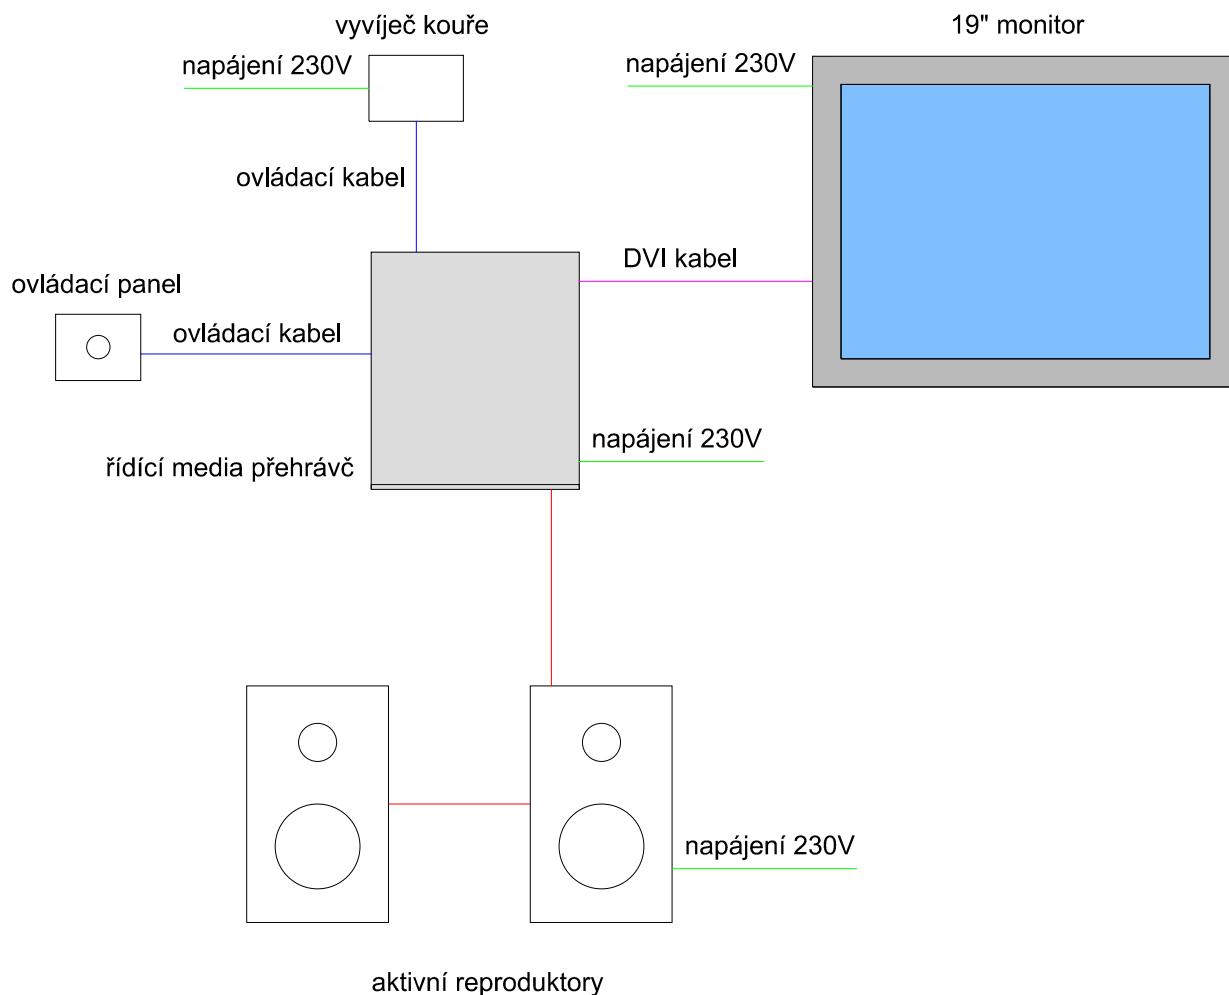 vyvíječ kouře
19" monitor
napájení 230V
napájení 230V
ovládací kabel
DVI kabel
ovládací panel
ovládací kabel
napájení 230V
řídící media přehrávč
napájení 230V
aktivní reproduktory